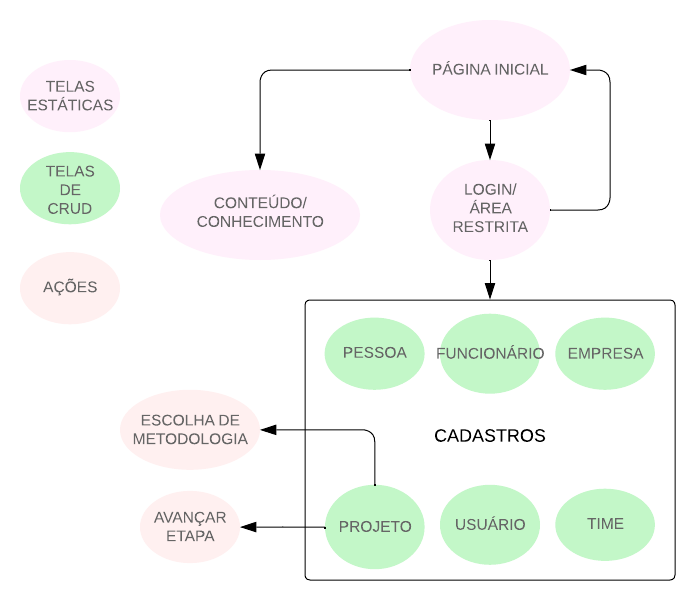 TELAS
ESTÁTICAS
TELAS
DE
CRUD
AÇÕES
PÁGINA INICIAL
CONTEÚDO/
CONHECIMENTO
LOGIN/
ÁREA
RESTRITA
PESSOA
FUNCIONÁRIO
EMPRESA
CADASTROS
ESCOLHA DE
METODOLOGIA
AVANÇAR
ETAPA
PROJETO
USUÁRIO
TIME